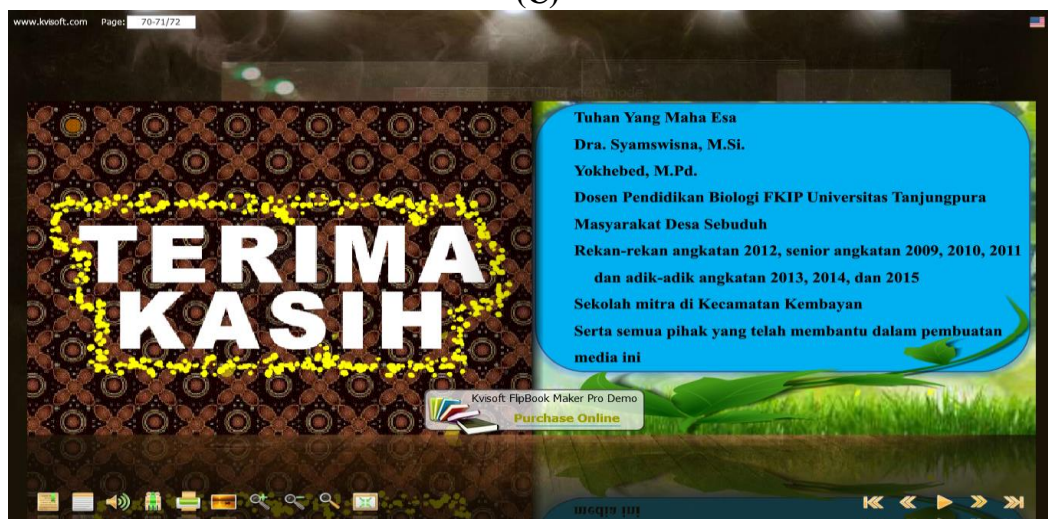 (C)
www.kvisoft.com Page: 70-71/72
TERIMA
KASIH
Tuhan Yang Maha Esa
Dra. Syamswisna, M.Si.
Yokhebed, M.Pd.
Dosen Pendidikan Biologi FKIP Universitas Tanjungpura
Masyarakat Desa Sebuduh
Rekan-rekan angkatan 2012, senior angkatan 2009, 2010, 2011
dan adik-adik angkatan 2013, 2014, dan 2015
Sekolah mitra di Kecamatan Kembayan
Serta semua pihak yang telah membantu dalam pembuatan
media ini
Kvisoft FlipBook Maker Pro Demo
Purchase Online
media ini